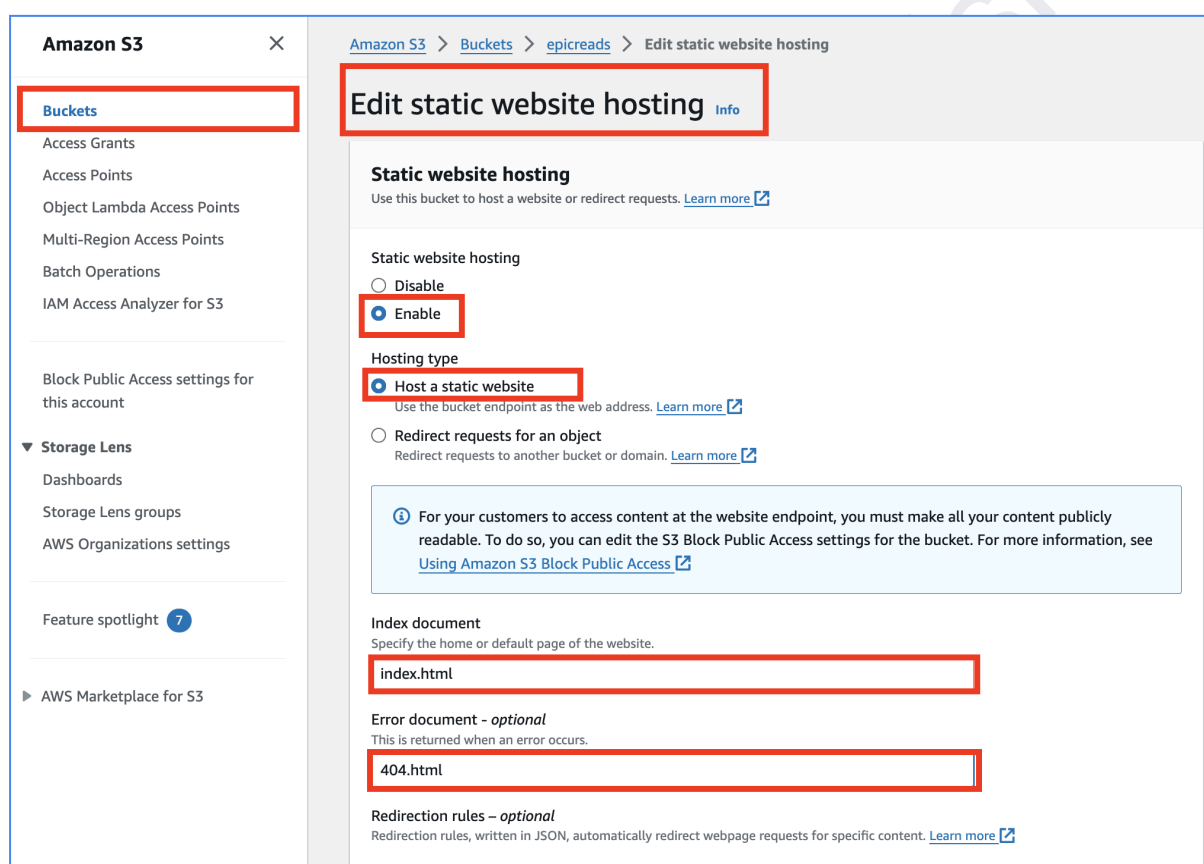 Amazon S3
Buckets
Access Grants
Access Points
Object Lambda Access Points
Multi-Region Access Points
Batch Operations
IAM Access Analyzer for S3
Block Public Access settings for
this account
Storage Lens
Dashboards
Storage Lens groups
AWS Organizations settings
Feature spotlight 7
AWS Marketplace for S3
Amazon S3 > Buckets > epicreads > Edit static website hosting
Edit static website hosting Info
Static website hosting
Use this bucket to host a website or redirect requests. Learn more
Static website hosting
Disable
Enable
Hosting type
Host a static website
Use the bucket endpoint as the web address. Learn more
Redirect requests for an object
Redirect requests to another bucket or domain. Learn more
For your customers to access content at the website endpoint, you must make all your content publicly
readable. To do so, you can edit the S3 Block Public Access settings for the bucket. For more information, see
Using Amazon S3 Block Public Access
Index document
Specify the home or default page of the website.
index.html
Error document - optional
This is returned when an error occurs.
404.html
Redirection rules – optional
Redirection rules, written in JSON, automatically redirect webpage requests for specific content. Learn more